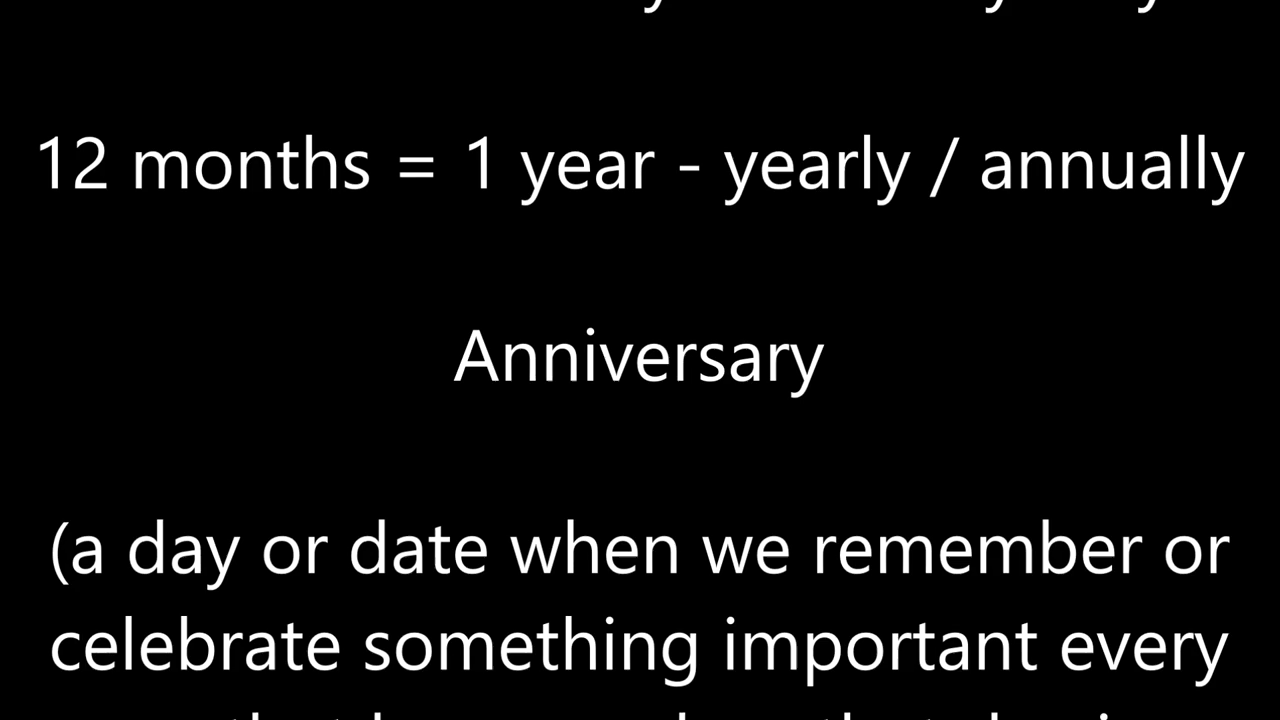 12 months = 1 year - yearly / annually
Anniversary
(a day or date when we remember or
celebrate something important every